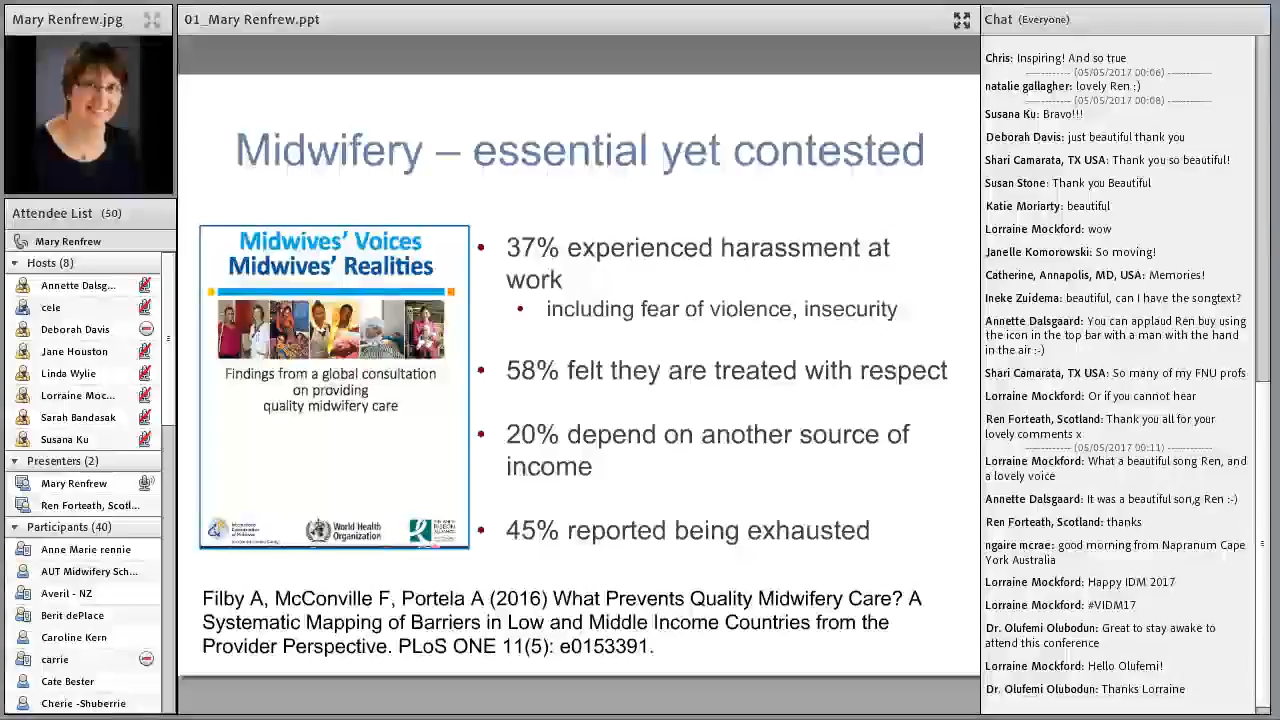 Mary Renfrew.jpg
Attendee List (50)
Mary Renfrew
Hosts (8)
Annette Dalsg...
cele
Deborah Davis
Jane Houston
Linda Wylie
Lorraine Moc...
Sarah Bandasak
Susana Ku
Presenters (2)
Mary Renfrew
Ren Forteath, Scotl...
Participants (40)
Anne Marie rennie
AUT Midwifery Sch...
Averil - NZ
Berit dePlace
Caroline Kern
carrie
Cate Bester
Cherie -Shuberrie
01_Mary Renfrew.ppt
Midwifery – essential yet contested
Midwives' Voices
Midwives' Realities
Findings from a global consultation
on providing
quality midwifery care
World Health
Organization
• 37% experienced harassment at
work
• including fear of violence, insecurity
• 58% felt they are treated with respect
• 20% depend on another source of
income
• 45% reported being exhausted
Filby A, McConville F, Portela A (2016) What Prevents Quality Midwifery Care? A
Systematic Mapping of Barriers in Low and Middle Income Countries from the
Provider Perspective. PLoS ONE 11(5): e0153391.
Chat (Everyone)
Chris: Inspiring! And so true
------------ (05/05/2017 00:06) ------------
natalie gallagher: lovely Ren :)
------------ (05/05/2017 00:08) ------------
Susana Ku: Bravo!!!
Deborah Davis: just beautiful thank you
Shari Camarata, TX USA: Thank you so beautiful!
Susan Stone: Thank you Beautiful
Katie Moriarty: beautiful
Lorraine Mockford: wow
Janelle Komorowski: So moving!
Catherine, Annapolis, MD, USA: Memories!
Ineke Zuidema: beautiful, can I have the songtext?
Annette Dalsgaard: You can applaud Ren buy using
the icon in the top bar with a man with the hand
in the air :-)
Shari Camarata, TX USA: So many of my FNU profs
Lorraine Mockford: Or if you cannot hear
Ren Forteath, Scotland: Thank you all for your
lovely comments x
------------ (05/05/2017 00:11) ------------
Lorraine Mockford: What a beautiful song Ren, and
a lovely voice
Annette Dalsgaard: It was a beautiful son,g Ren :-)
Ren Forteath, Scotland: thanks
ngaire mcrae: good morning from Napranum Cape
York Australia
Lorraine Mockford: Happy IDM 2017
Lorraine Mockford: #VIDM17
Dr. Olufemi Olubodun: Great to stay awake to
attend this conference
Lorraine Mockford: Hello Olufemi!
Dr. Olufemi Olubodun: Thanks Lorraine